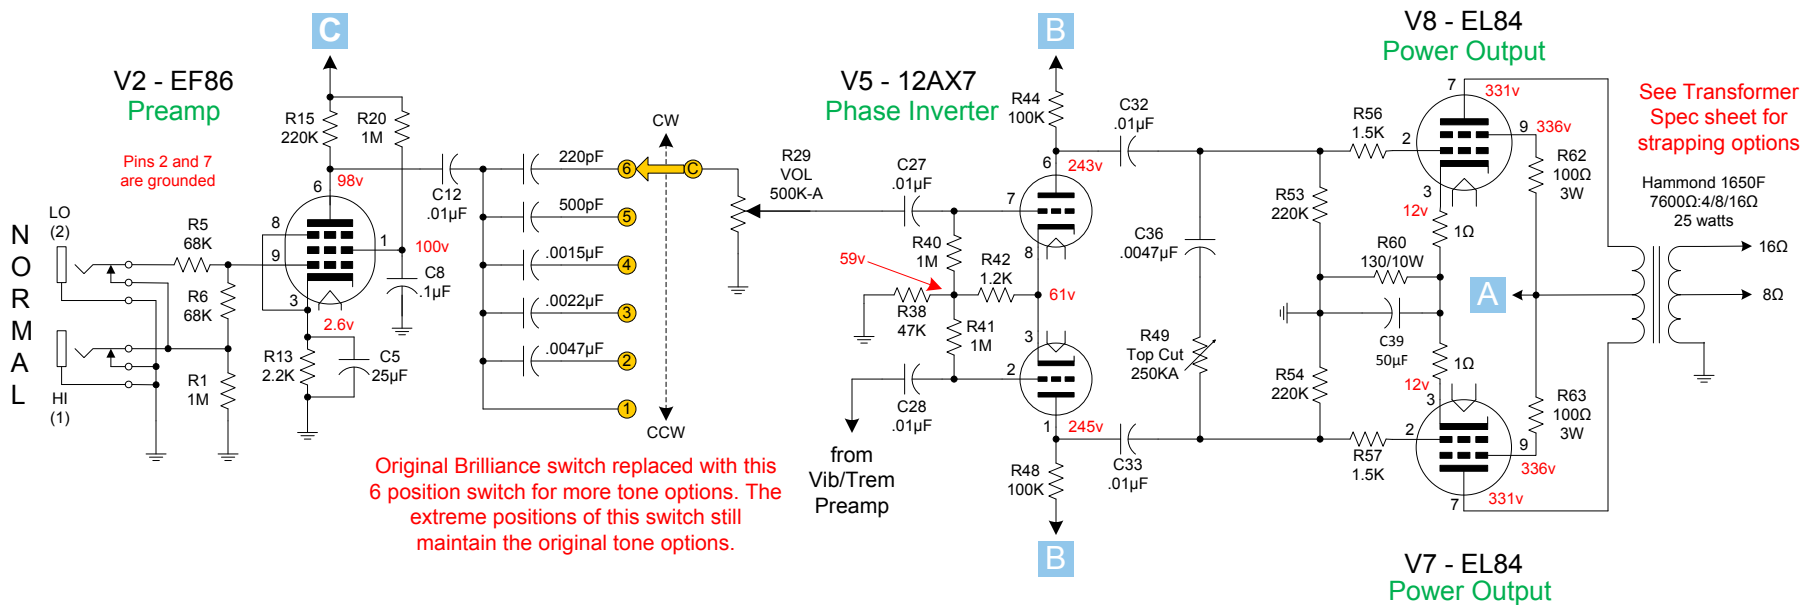 C
V2 - EF86
Preamp
Pins 2 and 7
are grounded
R15
220K
R20
1M
6
98v
8
9
1
100v
3
2.6v
C8
.1µF
NORMAL
LO
(2)
HI
(1)
R5
68K
R6
68K
R1
1M
R13
2.2K
C5
25µF
C12
.01µF
220pF
500pF
.0015µF
.0022µF
.0047µF
CW
6
C
5
4
3
2
1
CCW
Original Brilliance switch replaced with this
6 position switch for more tone options. The
extreme positions of this switch still
maintain the original tone options.
R29
VOL
500K-A
V5 - 12AX7
Phase Inverter
B
R44
100K
C27
.01µF
6
243v
7
8
R40
1M
R42
1.2K
59v
61v
R38
47K
R41
1M
3
2
C28
.01µF
1
245v
from
Vib/Trem
Preamp
R48
100K
B
C32
.01µF
C36
.0047µF
R49
Top Cut
250KA
C33
.01µF
V8 - EL84
Power Output
R56
1.5K
7
331v
2
9
336v
3
12v
R62
100Ω
3W
R53
220K
1Ω
R60
130/10W
C39
50µF
A
R54
220K
1Ω
12v
3
R57
1.5K
2
9
336v
7
331v
R63
100Ω
3W
V7 - EL84
Power Output
See Transformer
Spec sheet for
strapping options
Hammond 1650F
7600Ω:4/8/16Ω
25 watts
16Ω
8Ω